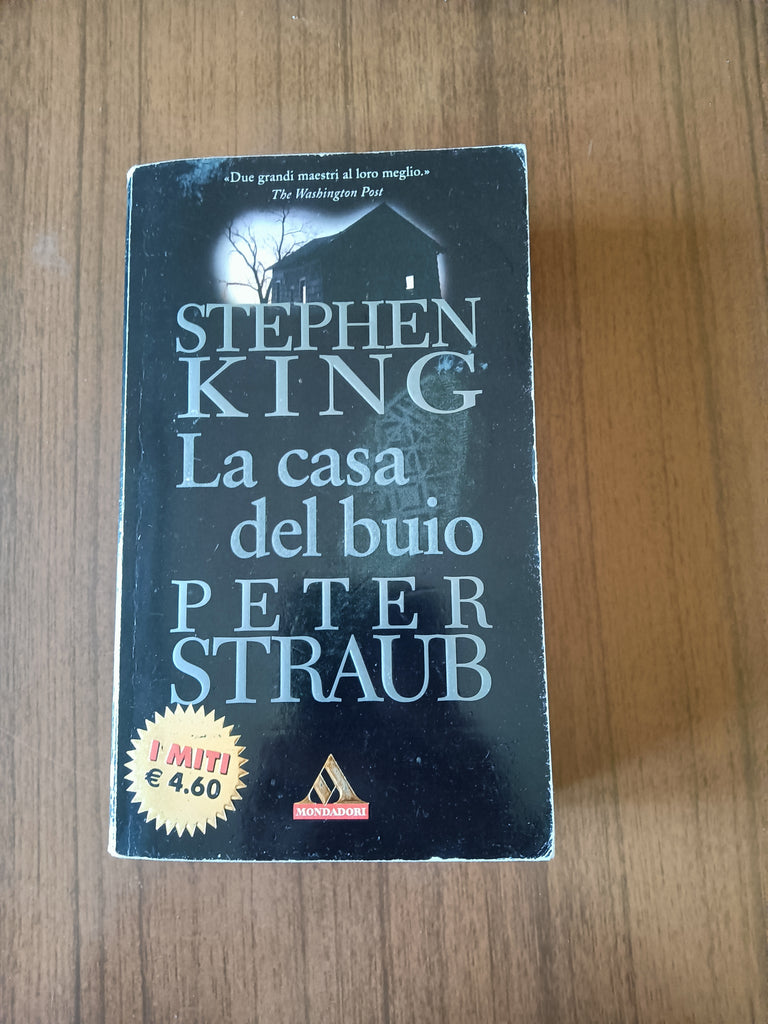 «Due grandi maestri al loro meglio.»
The Washington Post
STEPHEN
KING
La casa
del buio
PETER
STRAUB
I MITI
€ 4.60
MONDADORI